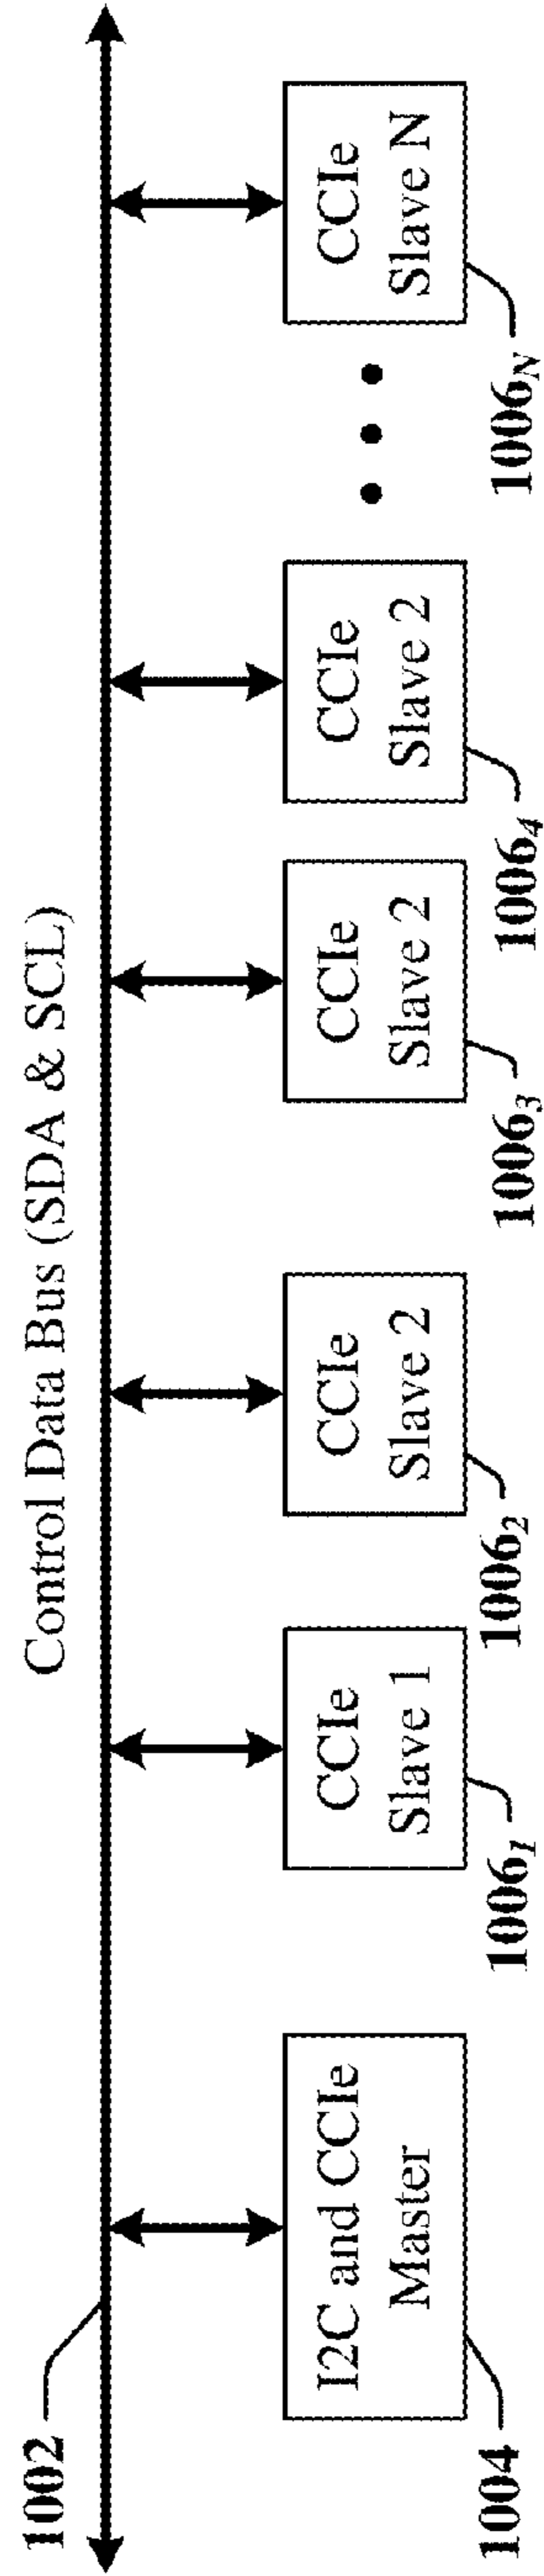 Control Data Bus (SDA & SCL)
1002
I2C and CCIe
Master
CCIe
Slave 1
CCIe
Slave 2
CCIe
Slave 2
CCIe
Slave 2
CCIe
Slave N
1004
1006₁
1006₂
1006₃
1006₄
1006_N